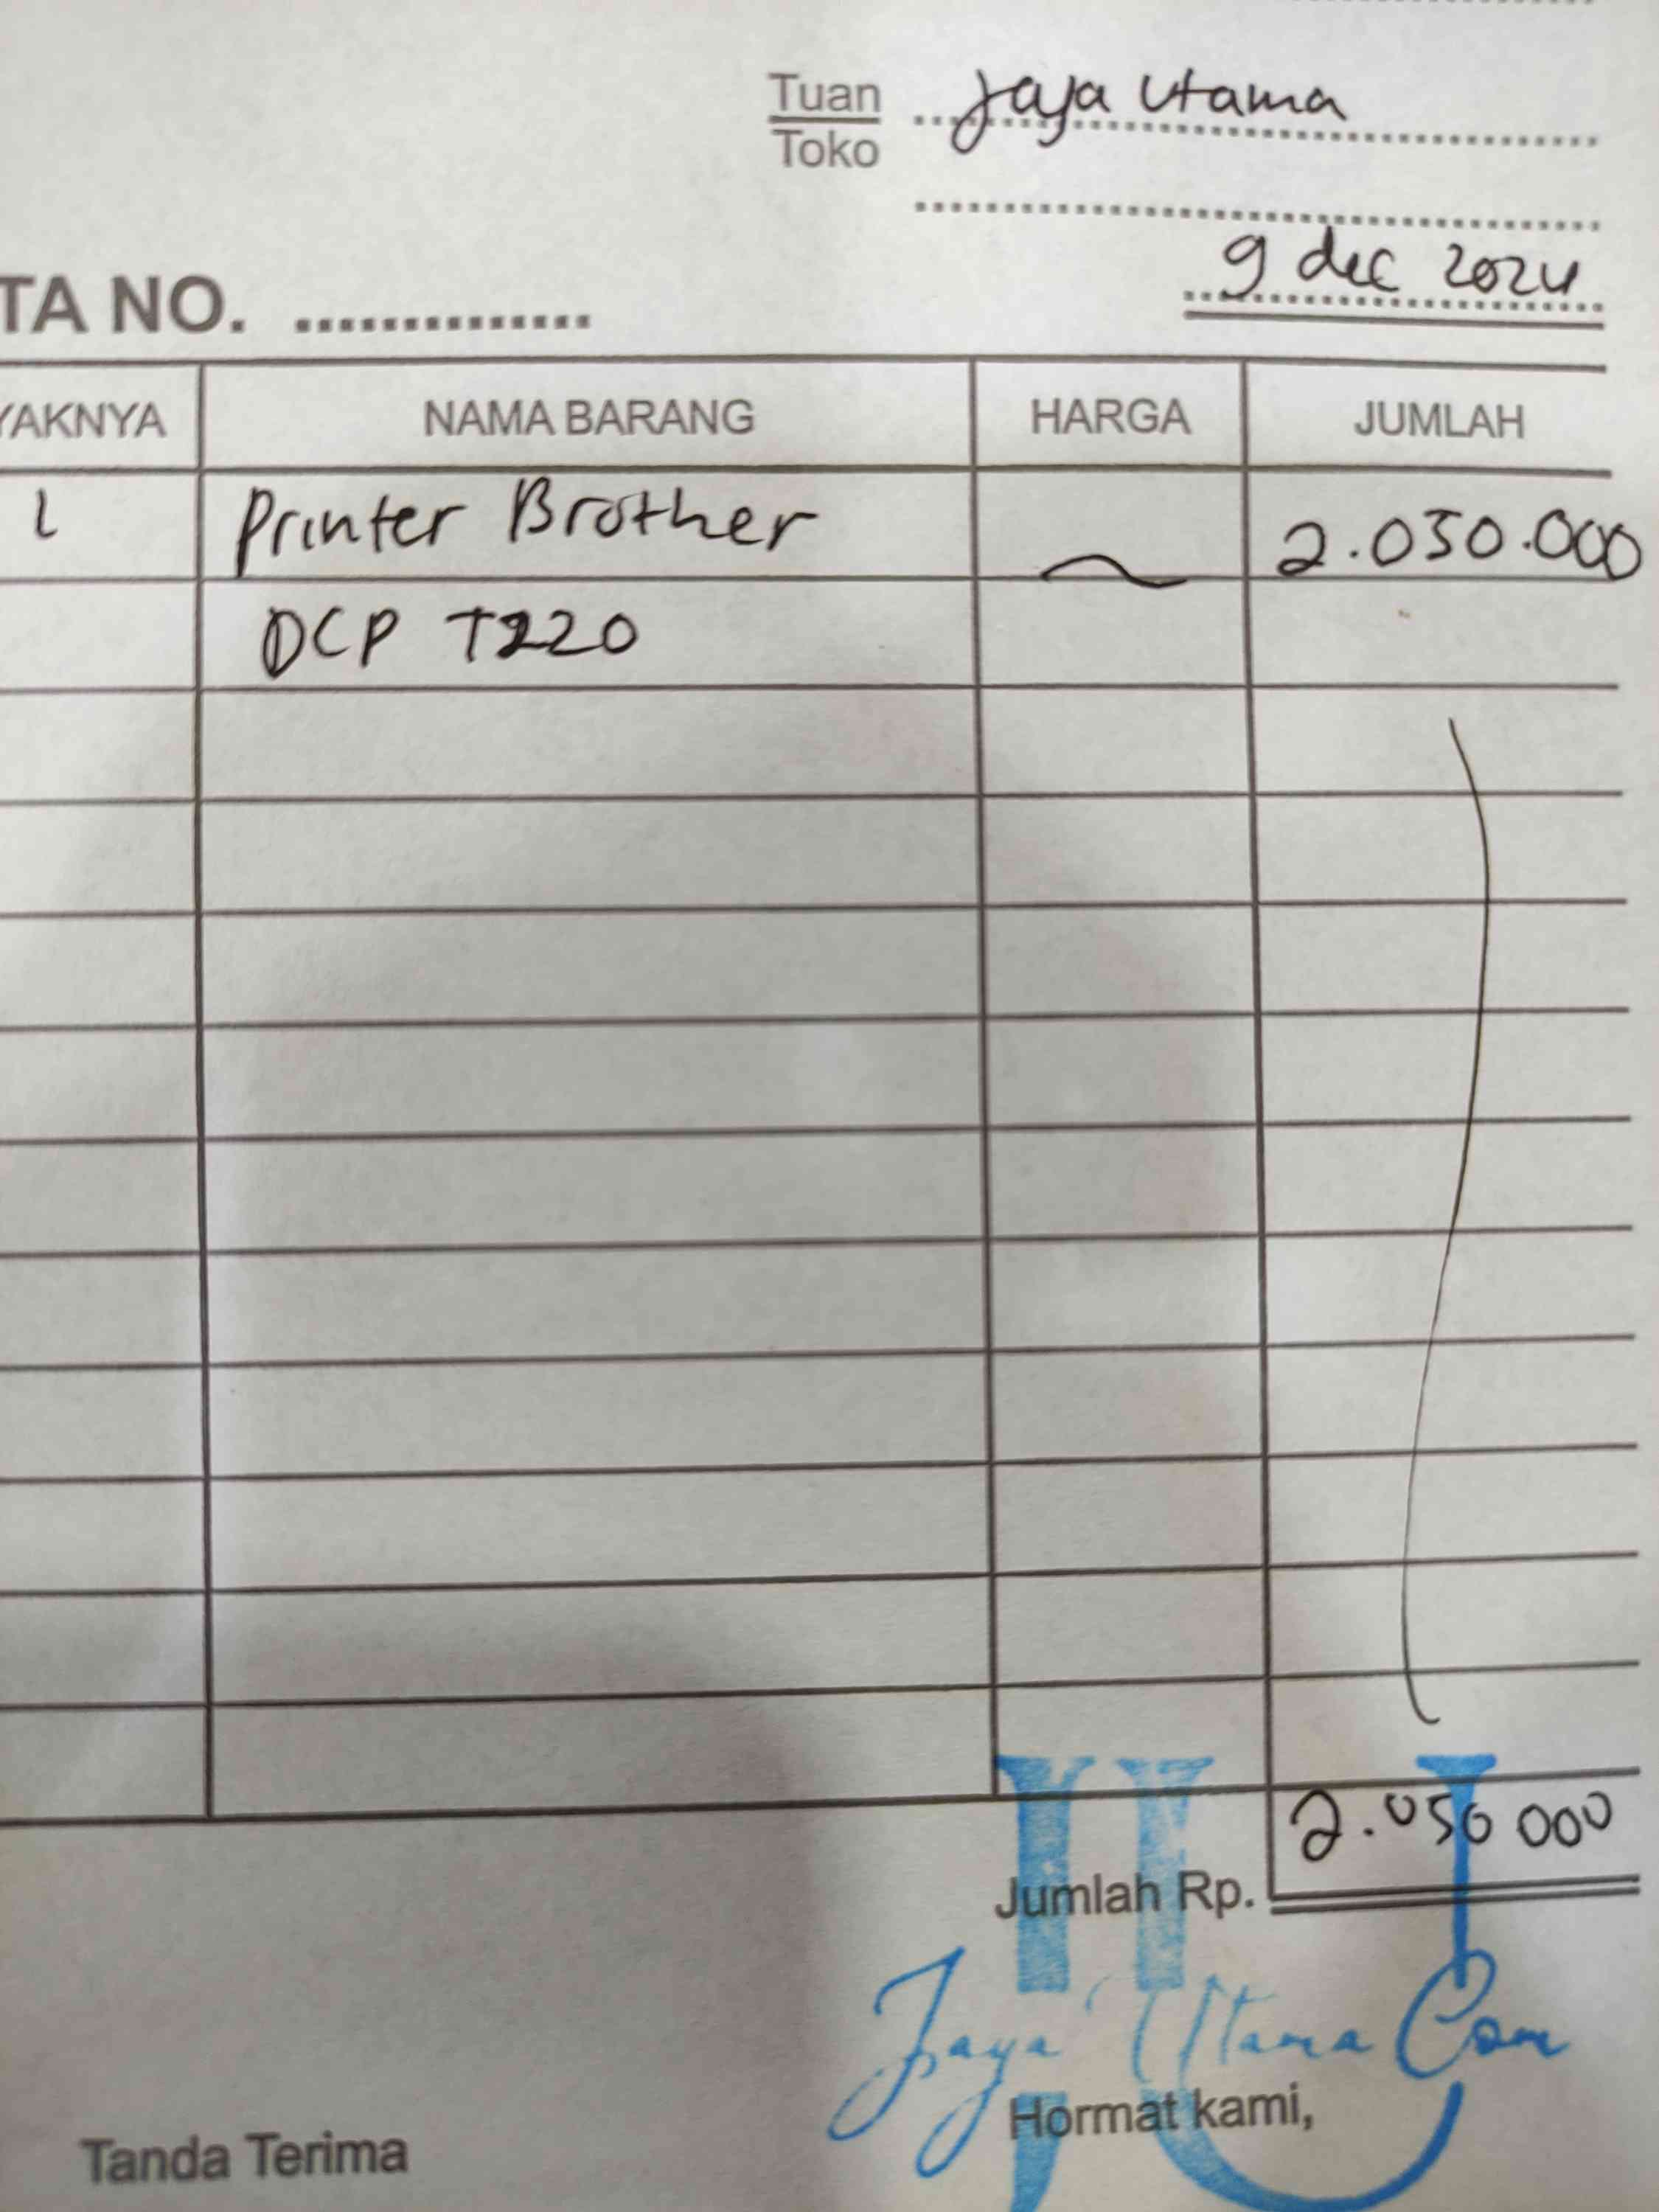 Tuan Jaya Utama
Toko
9 dec 2024
TA NO. ..............
YAKNYA NAMA BARANG HARGA JUMLAH
1 Printer Brother 2.050.000
DCP T220
Jumlah Rp. 2.050 000
Jaya Utama Com
Hormat kami,
Tanda Terima